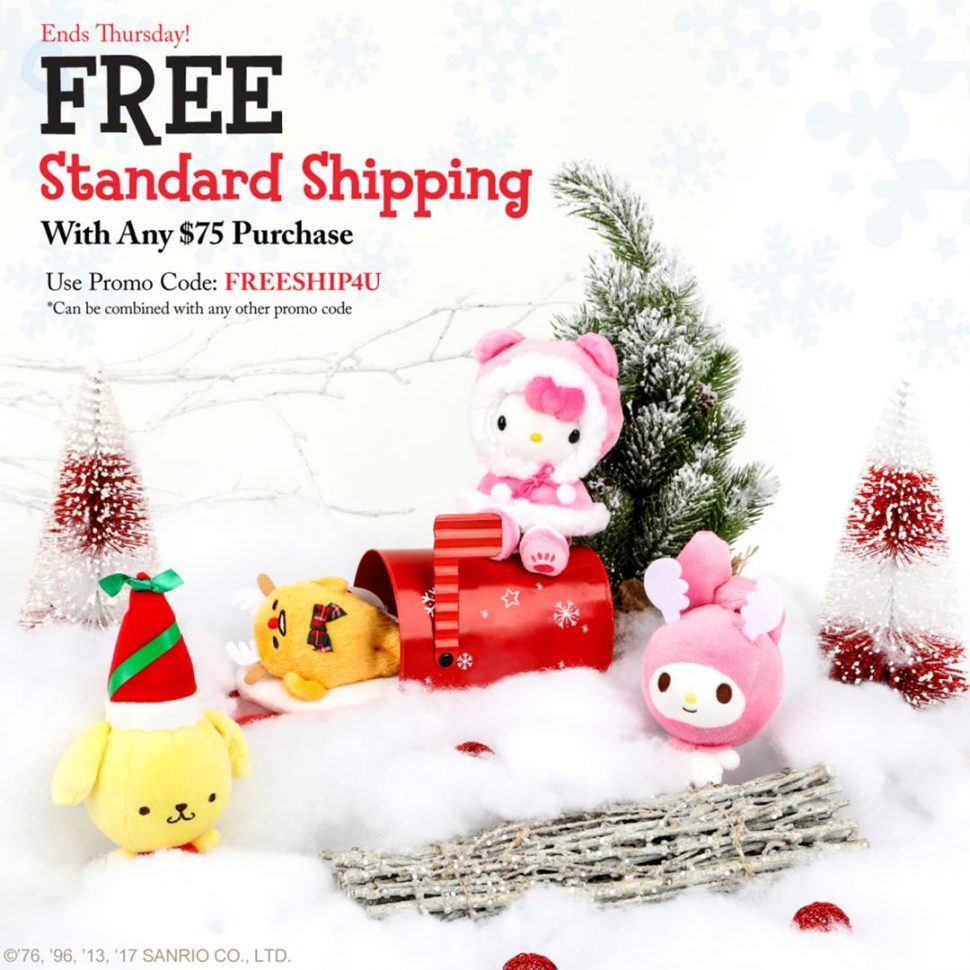 Ends Thursday!
FREE
Standard Shipping
With Any $75 Purchase
Use Promo Code: FREESHIP4U
*Can be combined with any other promo code
©'76, '96, '13, '17 SANRIO CO., LTD.